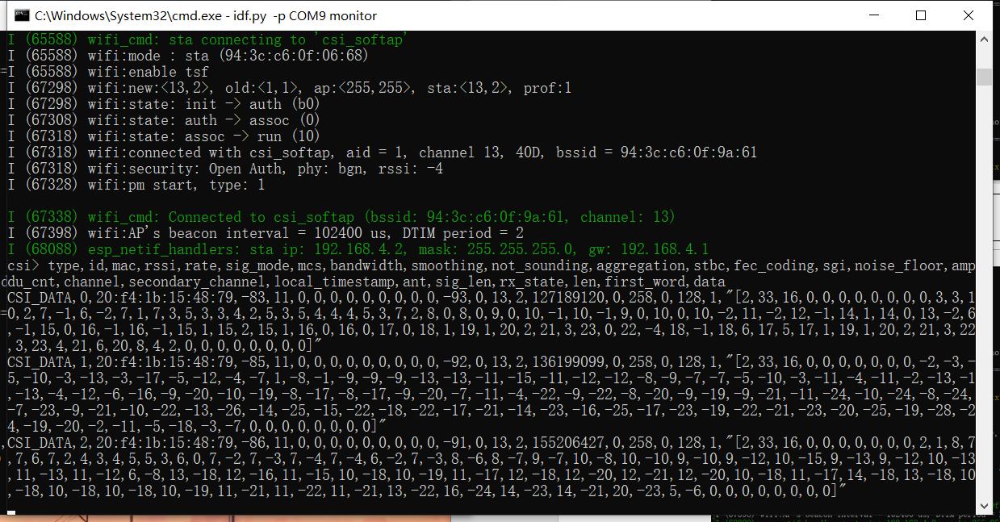 C:\Windows\System32\cmd.exe - idf.py -p COM9 monitor
I (65588) wifi_cmd: sta connecting to 'csi_softap'
I (65588) wifi:mode : sta (94:3c:c6:0f:06:68)
I (65588) wifi:enable tsf
I (67298) wifi:new:<13,2>, old:<1,1>, ap:<255,255>, sta:<13,2>, prof:1
I (67298) wifi:state: init -> auth (b0)
I (67308) wifi:state: auth -> assoc (0)
I (67318) wifi:state: assoc -> run (10)
I (67318) wifi:connected with csi_softap, aid = 1, channel 13, 40D, bssid = 94:3c:c6:0f:9a:61
I (67318) wifi:security: Open Auth, phy: bgn, rssi: -4
I (67328) wifi:pm start, type: 1
I (67338) wifi_cmd: Connected to csi_softap (bssid: 94:3c:c6:0f:9a:61, channel: 13)
I (67398) wifi:AP's beacon interval = 102400 us, DTIM period = 2
I (68088) esp_netif_handlers: sta ip: 192.168.4.2, mask: 255.255.255.0, gw: 192.168.4.1
csi> type,id,mac,rssi,rate,sig_mode,mcs,bandwidth,smoothing,not_sounding,aggregation,stbc,fec_coding,sgi,noise_floor,amp
du_cnt,channel,secondary_channel,local_timestamp,ant,sig_len,rx_state,len,first_word,data
CSI_DATA,0,20:f4:1b:15:48:79,-83,11,0,0,0,0,0,0,0,0,0,-93,0,13,2,127189120,0,258,0,128,1,"[2,33,16,0,0,0,0,0,0,0,0,3,3,1
0,2,7,-1,6,-2,7,1,7,3,5,3,3,4,2,5,3,5,4,4,4,5,3,7,2,8,0,8,0,9,0,10,-1,10,-1,9,0,10,0,10,-2,11,-2,12,-1,14,1,14,0,13,-2,6
,-1,15,0,16,-1,16,-1,15,1,15,2,15,1,16,0,16,0,17,0,18,1,19,1,20,2,21,3,23,0,22,-4,18,-1,18,6,17,5,17,1,19,1,20,2,21,3,22
,3,23,4,21,6,20,8,4,2,0,0,0,0,0,0,0,0]"
CSI_DATA,1,20:f4:1b:15:48:79,-85,11,0,0,0,0,0,0,0,0,0,-92,0,13,2,136199099,0,258,0,128,1,"[2,33,16,0,0,0,0,0,0,0,-2,-3,-
5,-10,-3,-13,-3,-17,-5,-12,-4,-7,1,-8,-1,-9,-9,-9,-13,-13,-11,-15,-11,-12,-12,-8,-9,-7,-7,-5,-10,-3,-11,-4,-11,-2,-13,-1
,-13,-4,-12,-6,-16,-9,-20,-10,-19,-8,-17,-8,-17,-9,-20,-7,-11,-4,-22,-9,-22,-8,-20,-9,-19,-9,-21,-11,-24,-10,-24,-8,-24,
-7,-23,-9,-21,-10,-22,-13,-26,-14,-25,-15,-22,-18,-22,-17,-21,-14,-23,-16,-25,-17,-23,-19,-22,-21,-23,-20,-25,-19,-28,-2
4,-19,-20,-2,-11,-5,-18,-3,-7,0,0,0,0,0,0,0,0]"
CSI_DATA,2,20:f4:1b:15:48:79,-86,11,0,0,0,0,0,0,0,0,0,-91,0,13,2,155206427,0,258,0,128,1,"[2,33,16,0,0,0,0,0,0,0,2,1,8,7
,7,6,7,2,4,3,4,5,5,3,6,0,7,-2,7,-3,7,-4,7,-4,6,-2,7,-3,8,-6,8,-7,9,-7,10,-8,10,-10,9,-10,9,-12,10,-15,9,-13,9,-12,10,-13
,11,-13,11,-12,6,-8,13,-18,12,-16,11,-15,10,-18,10,-19,11,-17,12,-18,12,-20,12,-21,12,-20,10,-18,11,-17,14,-18,13,-18,10
,-18,10,-18,10,-18,10,-19,11,-21,11,-22,11,-21,13,-22,16,-24,14,-23,14,-21,20,-23,5,-6,0,0,0,0,0,0,0,0]"